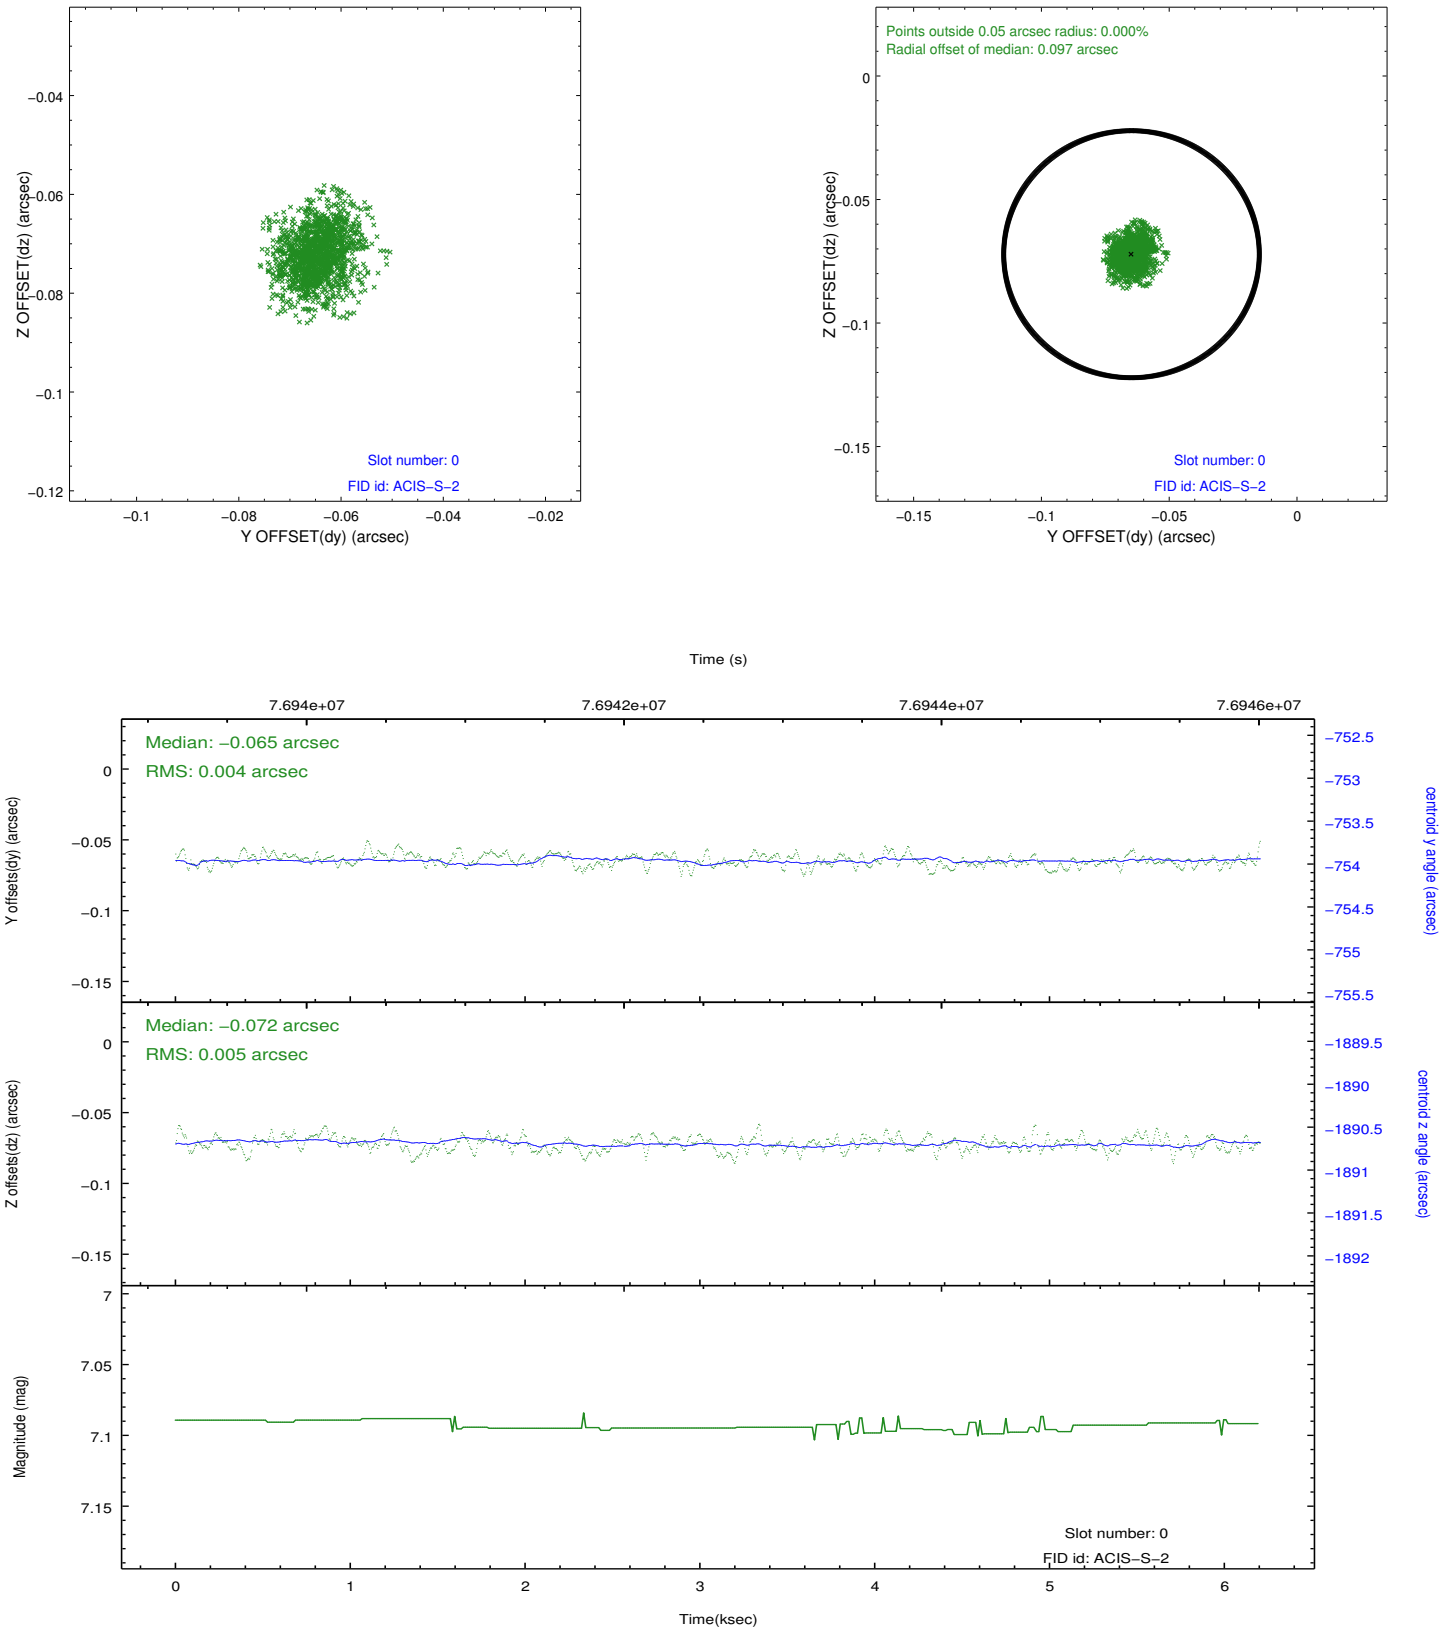 −0.04
−0.06
−0.08
−0.1
−0.12
Z OFFSET(dz) (arcsec)
Slot number: 0
FID id: ACIS−S−2
−0.1
−0.08
−0.06
−0.04
−0.02
Y OFFSET(dy) (arcsec)
Points outside 0.05 arcsec radius: 0.000%
Radial offset of median: 0.097 arcsec
0
−0.05
−0.1
−0.15
Z OFFSET(dz) (arcsec)
Slot number: 0
FID id: ACIS−S−2
−0.15
−0.1
−0.05
0
Y OFFSET(dy) (arcsec)
Time (s)
7.694e+07
7.6942e+07
7.6944e+07
7.6946e+07
Median: −0.065 arcsec
RMS: 0.004 arcsec
0
−0.05
−0.1
−0.15
Y offsets(dy) (arcsec)
−752.5
−753
−753.5
−754
−754.5
−755
−755.5
centroid y angle (arcsec)
Median: −0.072 arcsec
RMS: 0.005 arcsec
0
−0.05
−0.1
−0.15
Z offsets(dz) (arcsec)
−1889.5
−1890
−1890.5
−1891
−1891.5
−1892
centroid z angle (arcsec)
7
7.05
7.1
7.15
Magnitude (mag)
Slot number: 0
FID id: ACIS−S−2
0
1
2
3
4
5
6
Time(ksec)